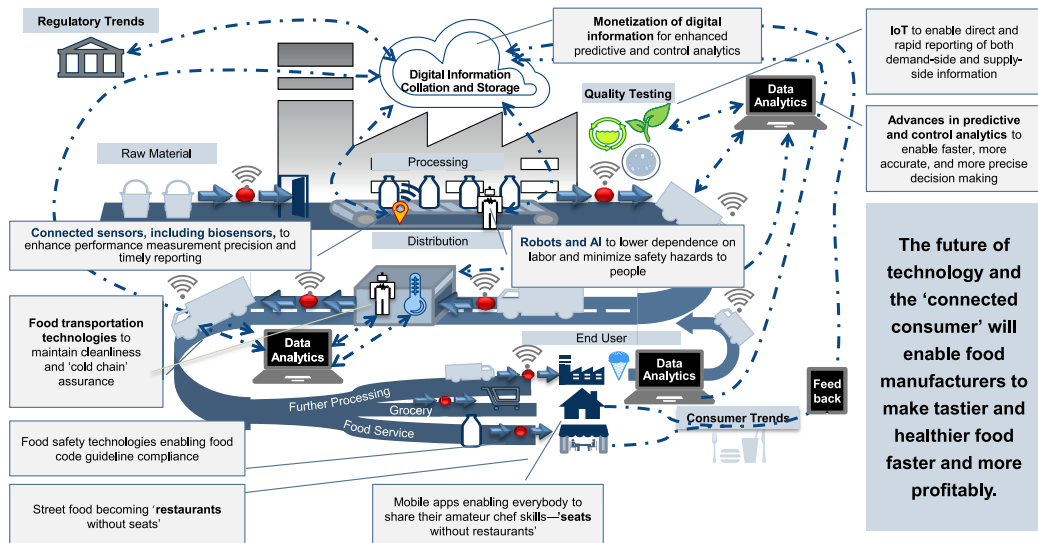 Regulatory Trends
Monetization of digital
information for enhanced
predictive and control analytics
IoT to enable direct and
rapid reporting of both
demand-side and supply-
side information
Digital Information
Collation and Storage
Quality Testing
Data
Analytics
Advances in predictive
and control analytics to
enable faster, more
accurate, and more precise
decision making
Raw Material
Processing
Connected sensors, including biosensors, to
enhance performance measurement precision and
timely reporting
Distribution
Robots and AI to lower dependence on
labor and minimize safety hazards to
people
The future of
technology and
the ‘connected
consumer’ will
enable food
manufacturers to
make tastier and
healthier food
faster and more
profitably.
Food transportation
technologies to
maintain cleanliness
and ‘cold chain’
assurance
Data
Analytics
End User
Data
Analytics
Feed
back
Further Processing
Grocery
Food Service
Consumer Trends
Food safety technologies enabling food
code guideline compliance
Street food becoming ‘restaurants
without seats’
Mobile apps enabling everybody to
share their amateur chef skills—‘seats
without restaurants’